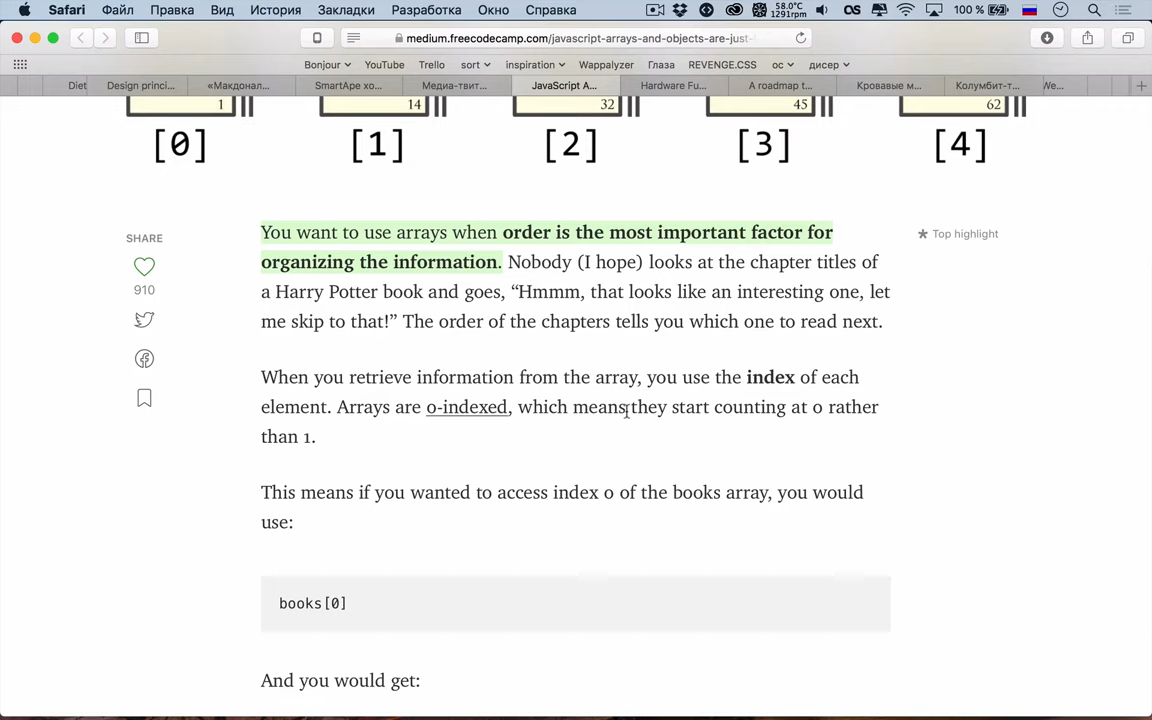 Safari Файл Правка Вид История Закладки Разработка Окно Справка 58.0°C 1291rpm 100 %
medium.freecodecamp.com/javascript-arrays-and-objects-are-just-
Bonjour YouTube Trello sort inspiration Wappalyzer Глаза REVENGE.CSS ос дисер
Diet Design princi... «Макдонал... SmartApe хо... Медиа-твит... JavaScript A... Hardware Fu... A roadmap t... Кровавые м... Колумбит-т... We...
1 14 32 45 62
[0] [1] [2] [3] [4]
SHARE
910
You want to use arrays when order is the most important factor for
organizing the information. Nobody (I hope) looks at the chapter titles of
a Harry Potter book and goes, “Hmmm, that looks like an interesting one, let
me skip to that!” The order of the chapters tells you which one to read next.
Top highlight
When you retrieve information from the array, you use the index of each
element. Arrays are 0-indexed, which means they start counting at 0 rather
than 1.
This means if you wanted to access index 0 of the books array, you would
use:
books[0]
And you would get: